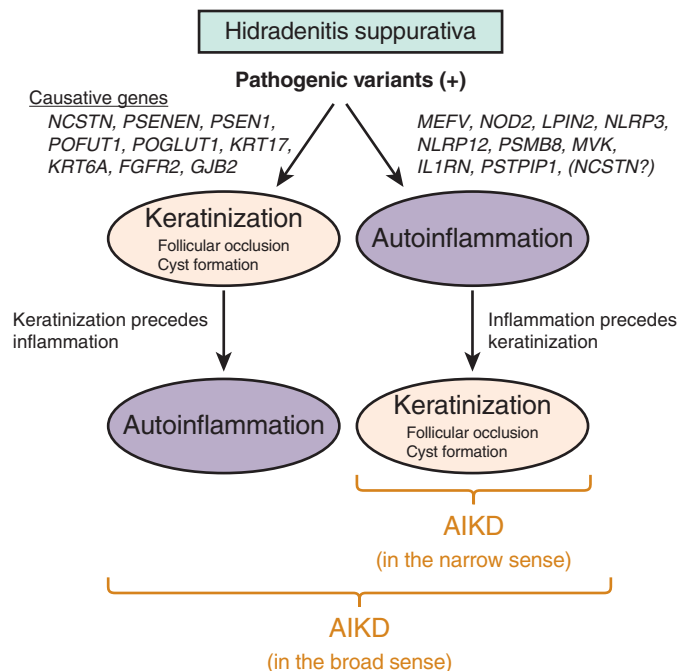 Hidradenitis suppurativa
Pathogenic variants (+)
Causative genes
NCSTN, PSENEN, PSEN1,
POFUT1, POGLUT1, KRT17,
KRT6A, FGFR2, GJB2
MEFV, NOD2, LPIN2, NLRP3,
NLRP12, PSMB8, MVK,
IL1RN, PSTPIP1, (NCSTN?)
Keratinization
Follicular occlusion
Cyst formation
Autoinflammation
Keratinization precedes
inflammation
Inflammation precedes
keratinization
Autoinflammation
Keratinization
Follicular occlusion
Cyst formation
AIKD
(in the narrow sense)
AIKD
(in the broad sense)